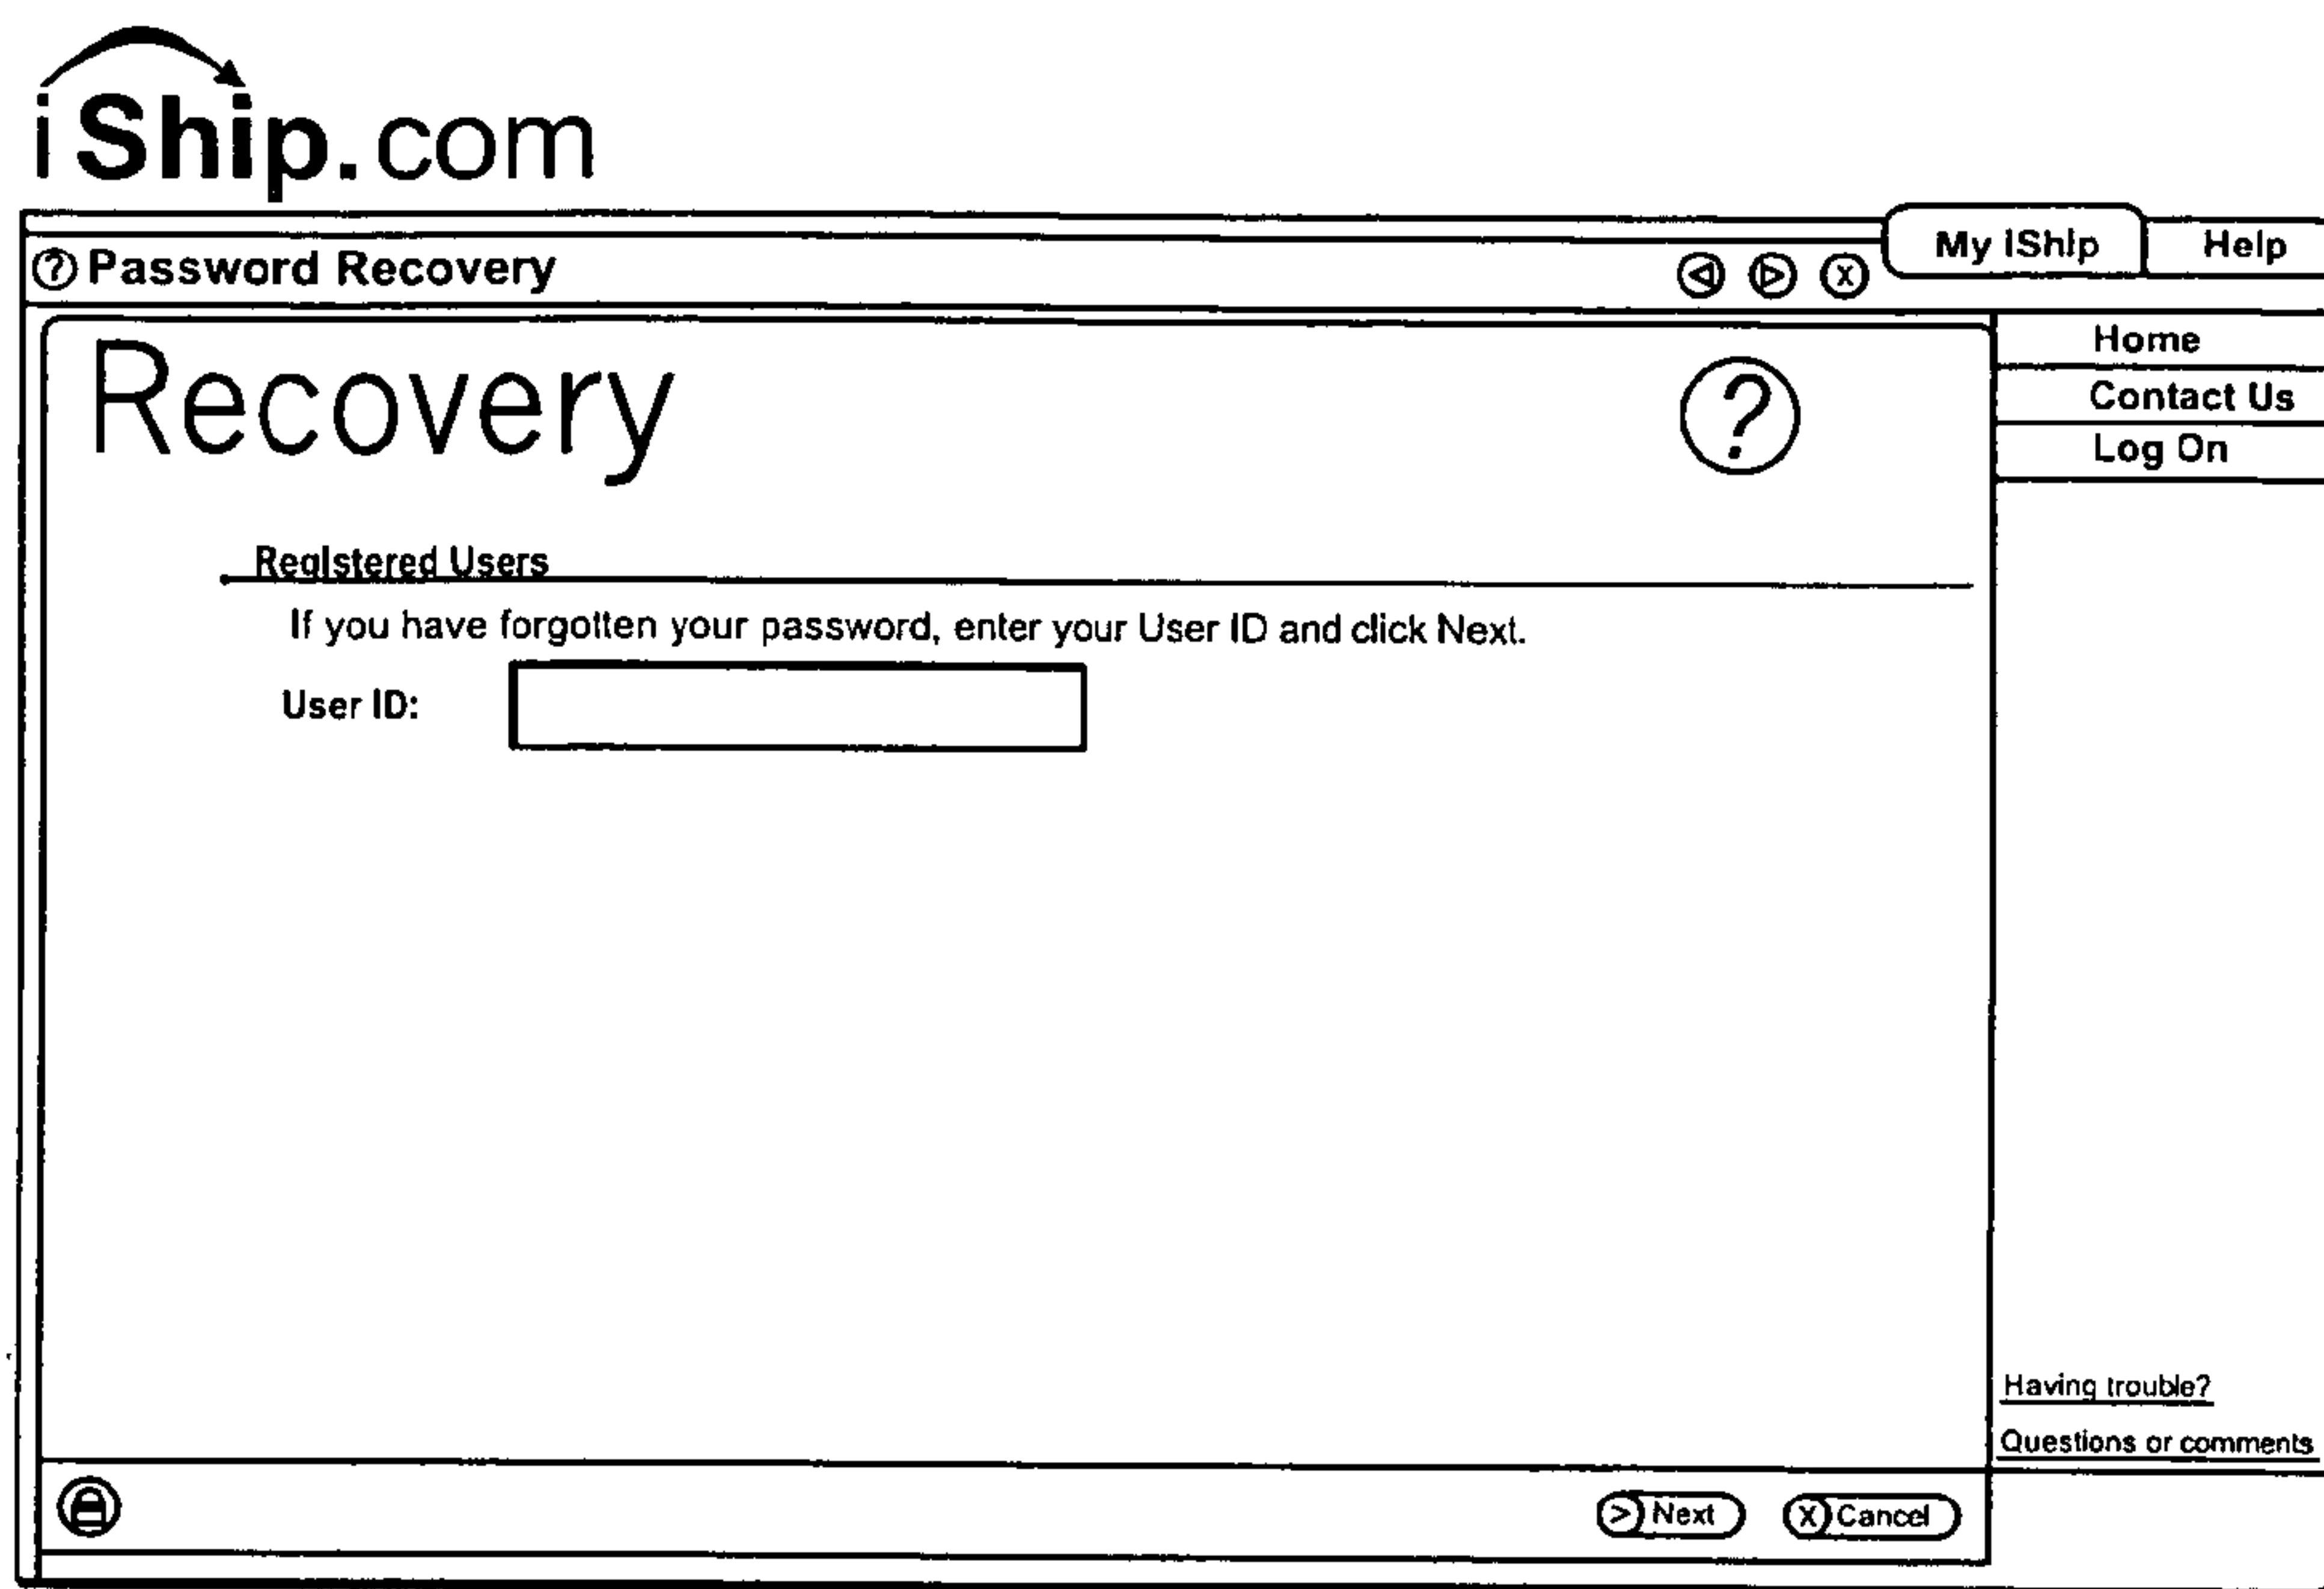 iShip.com
My IShip Help
? Password Recovery X
Recovery ?
Home
Contact Us
Log On
Registered Users
If you have forgotten your password, enter your User ID and click Next.
User ID:
Having trouble?
Questions or comments
> Next X Cancel